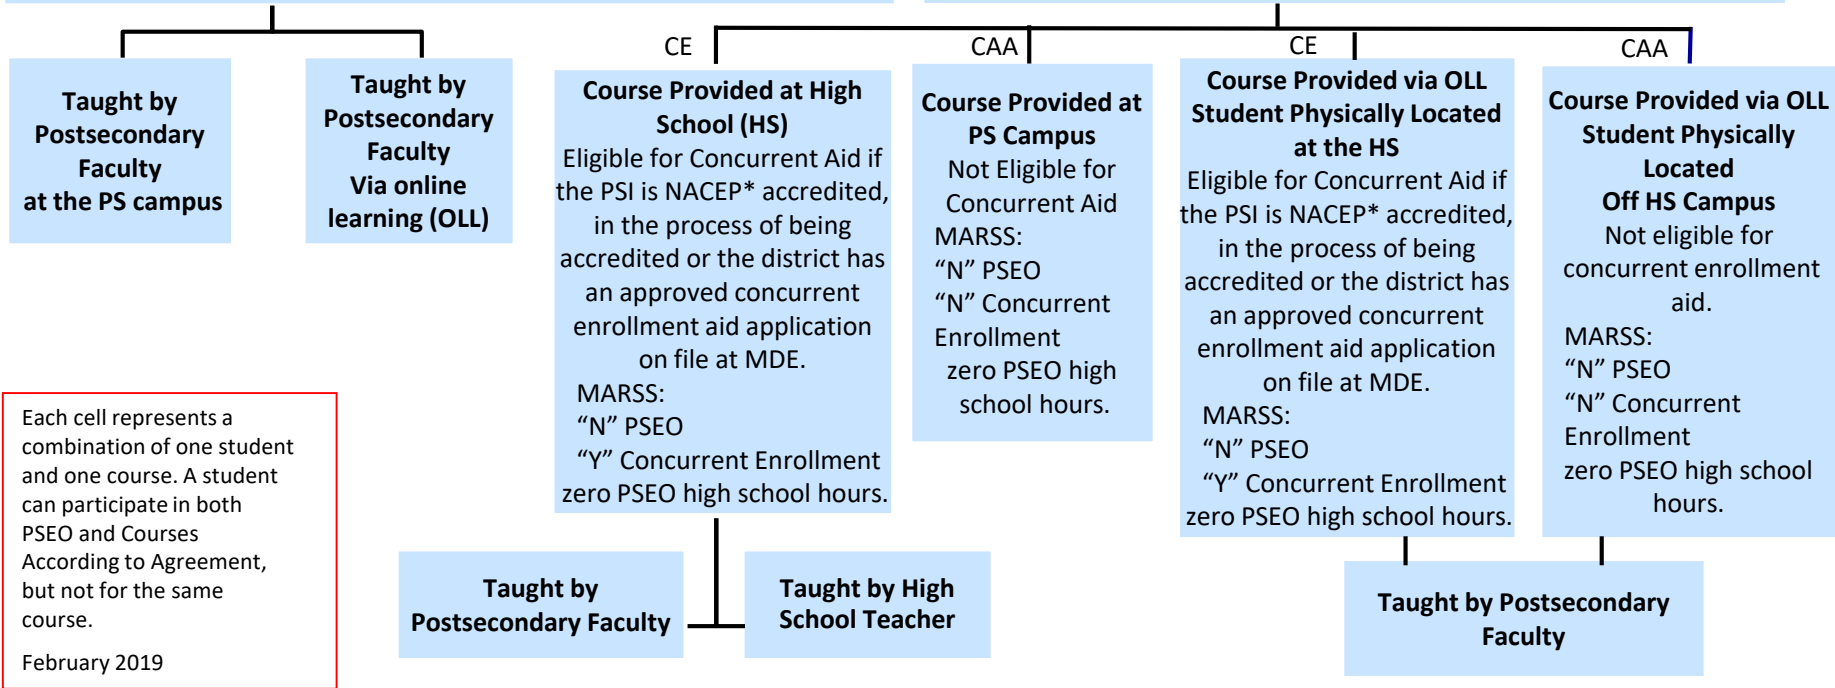 Taught by
Postsecondary
Faculty
at the PS campus
Taught by
Postsecondary
Faculty
Via online
learning (OLL)
CE
Course Provided at High
School (HS)
Eligible for Concurrent Aid if
the PSI is NACEP* accredited,
in the process of being
accredited or the district has
an approved concurrent
enrollment aid application
on file at MDE.
MARSS:
“N” PSEO
“Y” Concurrent Enrollment
zero PSEO high school hours.
CAA
Course Provided at
PS Campus
Not Eligible for
Concurrent Aid
MARSS:
“N” PSEO
“N” Concurrent
Enrollment
zero PSEO high
school hours.
CE
Course Provided via OLL
Student Physically Located
at the HS
Eligible for Concurrent Aid if
the PSI is NACEP* accredited,
in the process of being
accredited or the district has
an approved concurrent
enrollment aid application
on file at MDE.
MARSS:
“N” PSEO
“Y” Concurrent Enrollment
zero PSEO high school hours.
CAA
Course Provided via OLL
Student Physically
Located
Off HS Campus
Not eligible for
concurrent enrollment
aid.
MARSS:
“N” PSEO
“N” Concurrent
Enrollment
zero PSEO high school
hours.
Each cell represents a
combination of one student
and one course. A student
can participate in both
PSEO and Courses
According to Agreement,
but not for the same
course.
February 2019
Taught by
Postsecondary Faculty
Taught by High
School Teacher
Taught by Postsecondary
Faculty